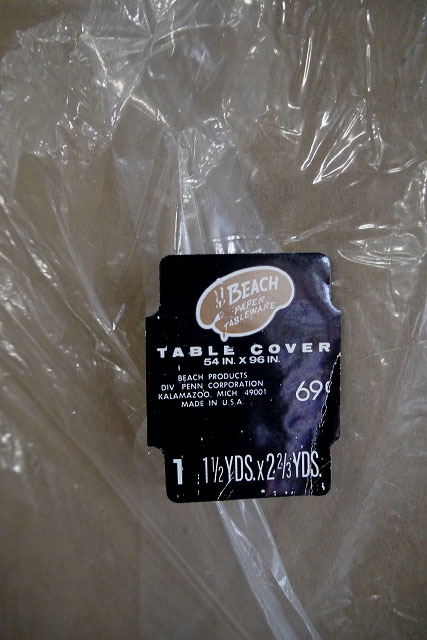 BEACH
PAPER
TABLEWARE
TABLE COVER
54 IN. X 96 IN.
BEACH PRODUCTS
DIV PENN CORPORATION
KALAMAZOO, MICH 49001
MADE IN U.S.A.
69¢
1 1½ YDS. x 2⅔ YDS.